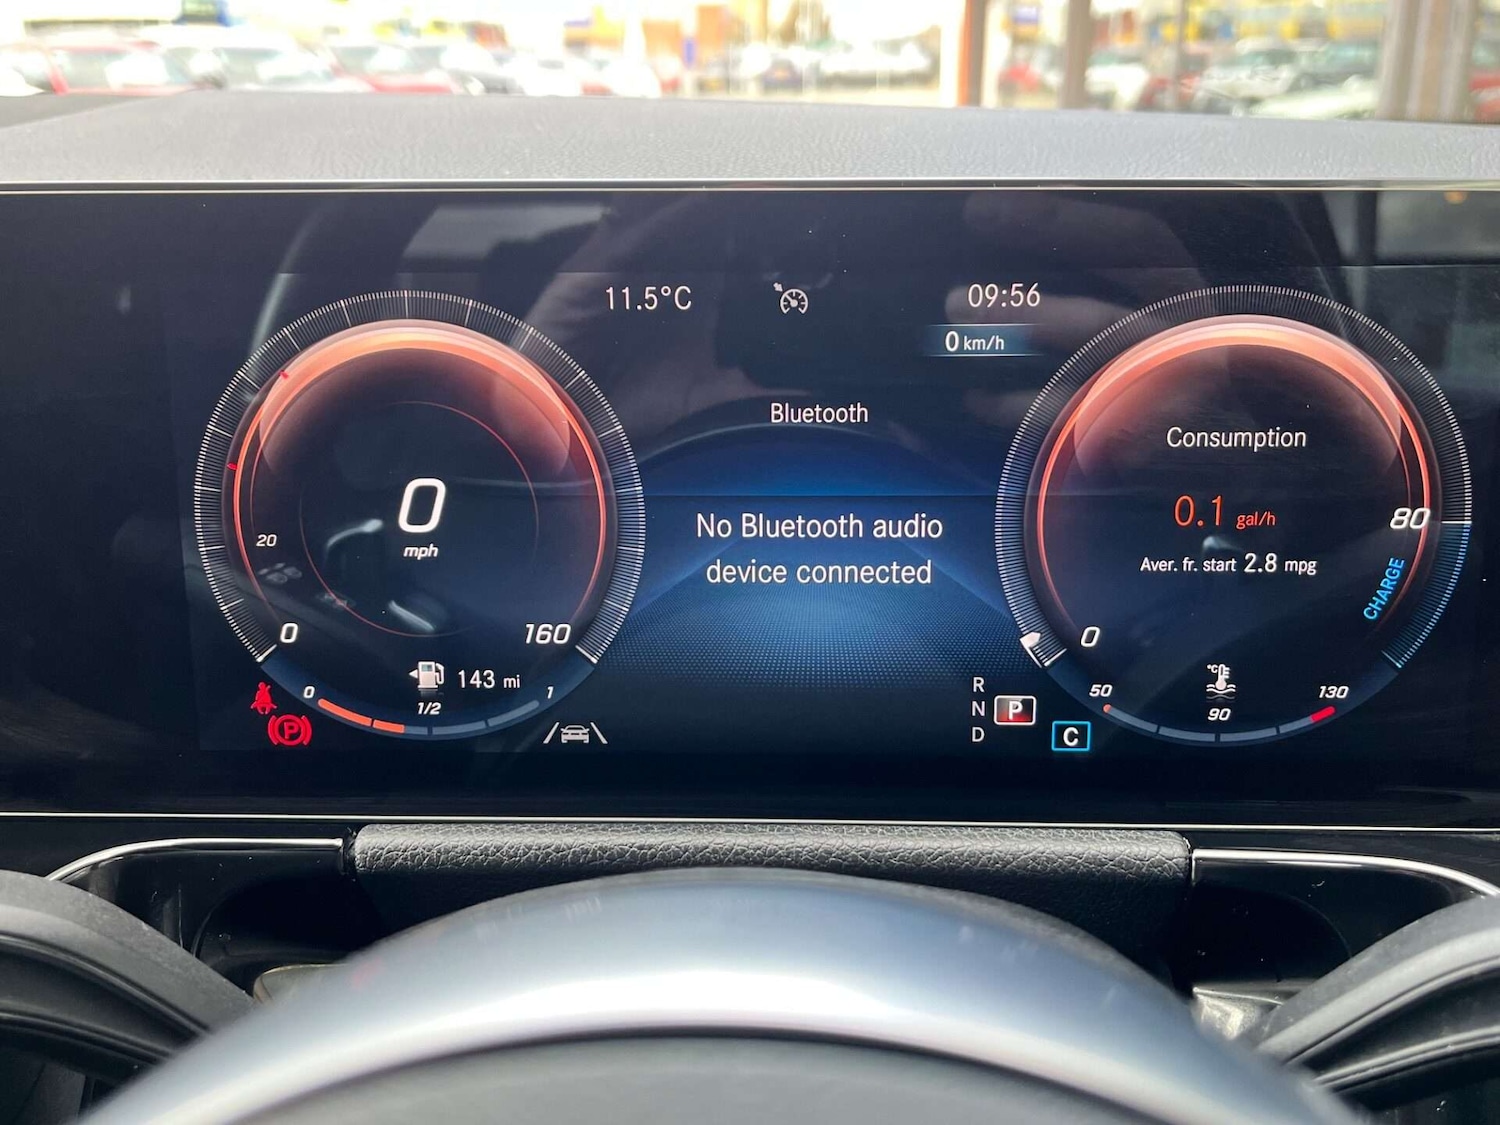 11.5°C
09:56
0 km/h
Bluetooth
No Bluetooth audio
device connected
0
mph
20
0
160
143 mi
0
1/2
1
P
R
N
P
D
C
Consumption
0.1 gal/h
Aver. fr. start 2.8 mpg
80
CHARGE
0
°C
50
90
130